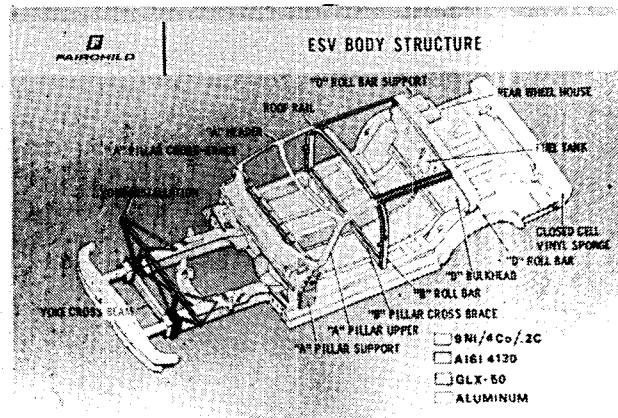 FAIRCHILD
ESV BODY STRUCTURE
"D" ROLL BAR SUPPORT
REAR WHEEL HOUSE
ROOF RAIL
"A" HEADER
"A" PILLAR CROSS-BRACE
FUEL TANK
CLOSED CELL
VINYL SPONGE
"D" ROLL BAR
"B" BULKHEAD
"B" ROLL BAR
"B" PILLAR CROSS BRACE
YOKE CROSS BEAM
"A" PILLAR UPPER
"A" PILLAR SUPPORT
9Ni/4Co/.2C
AISI 4130
GLX-50
ALUMINUM